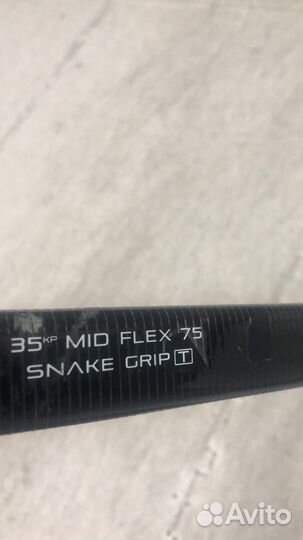 35KP MID FLEX 75
SNAKE GRIP T
Avito